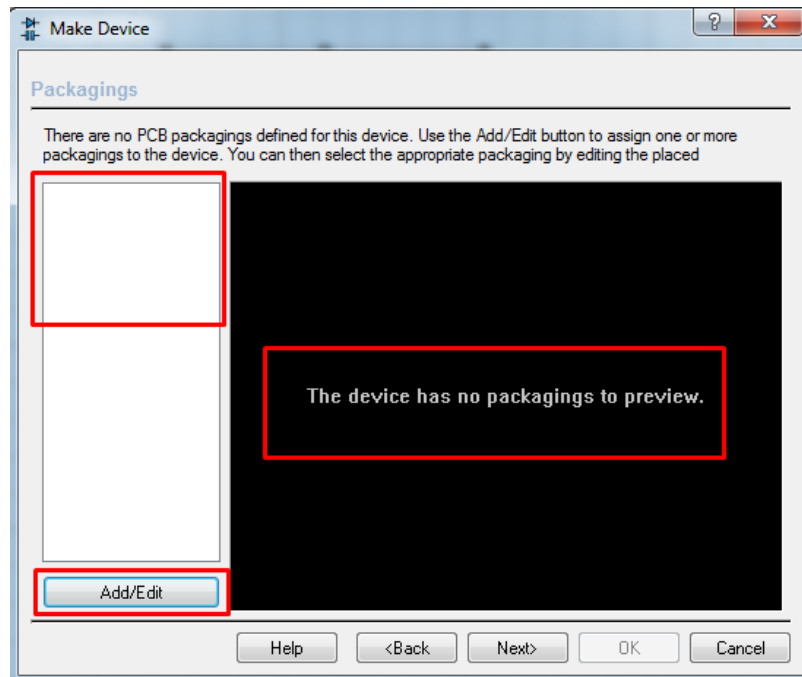 Make Device
Packagings
There are no PCB packagings defined for this device. Use the Add/Edit button to assign one or more
packagings to the device. You can then select the appropriate packaging by editing the placed
The device has no packagings to preview.
Add/Edit
Help
<Back
Next>
OK
Cancel